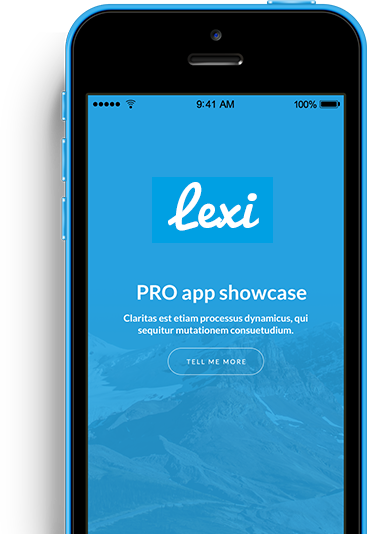 9:41 AM 100%
lexi
PRO app showcase
Claritas est etiam processus dynamicus, qui
sequitur mutationem consuetudium.
TELL ME MORE